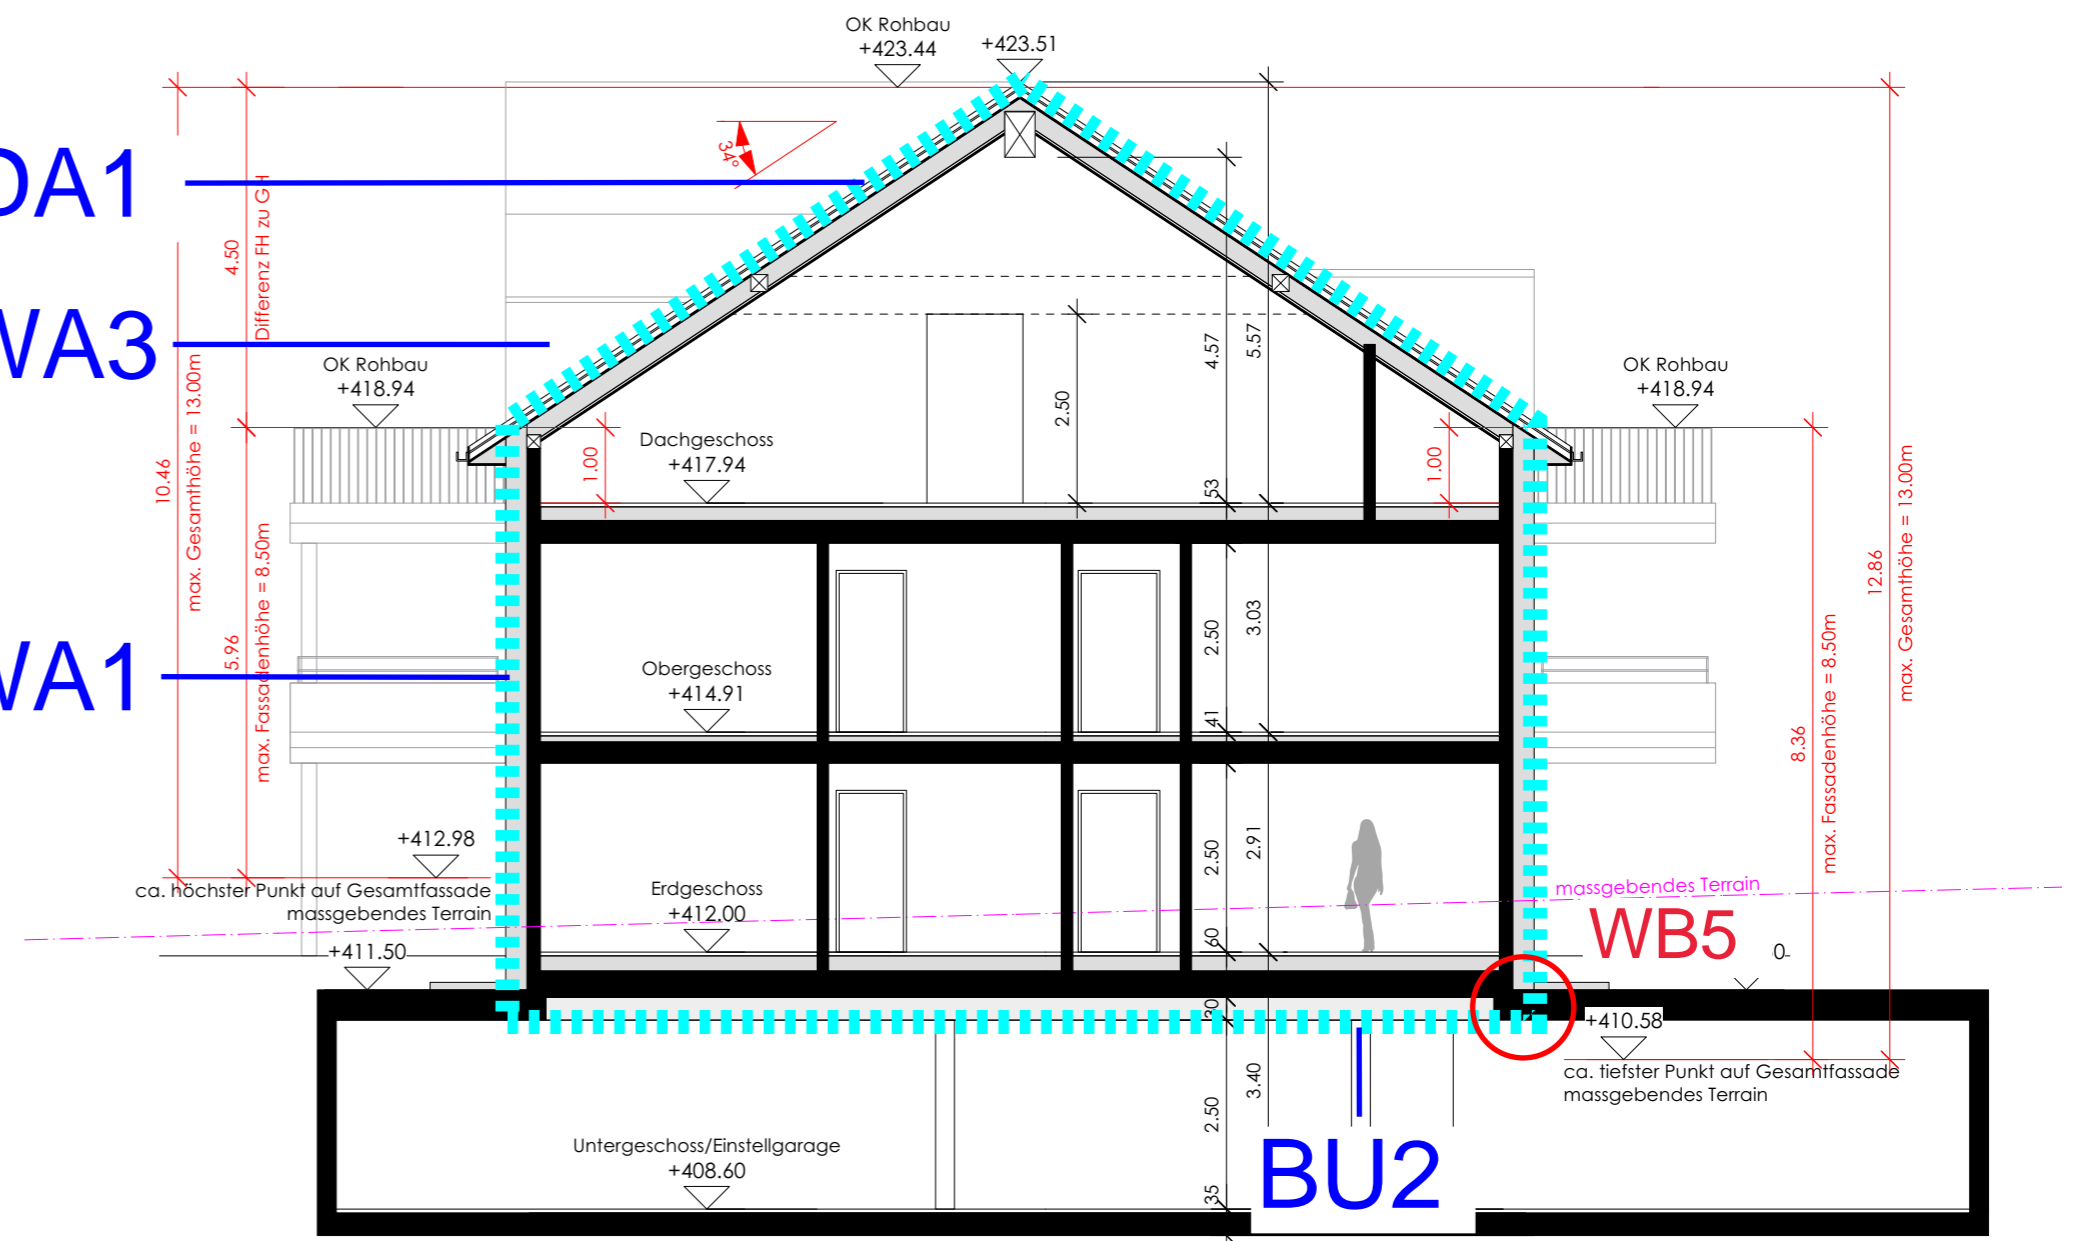 OK Rohbau
+423.44
+423.51
DA1
34°
4.50
Differenz FH zu GH
WA3
OK Rohbau
+418.94
10.46
max. Gesamthöhe = 13.00m
5.96
max. Fassadenhöhe = 8.50m
WA1
1.00
Dachgeschoss
+417.94
2.50
4.57
5.57
53
1.00
OK Rohbau
+418.94
Obergeschoss
+414.91
2.50
3.03
41
12.86
max. Gesamthöhe = 13.00m
8.36
max. Fassadenhöhe = 8.50m
+412.98
ca. höchster Punkt auf Gesamtfassade
massgebendes Terrain
+411.50
Erdgeschoss
+412.00
2.50
2.91
60
massgebendes Terrain
WB5
0
30
+410.58
ca. tiefster Punkt auf Gesamtfassade
massgebendes Terrain
3.40
2.50
35
Untergeschoss/Einstellgarage
+408.60
BU2